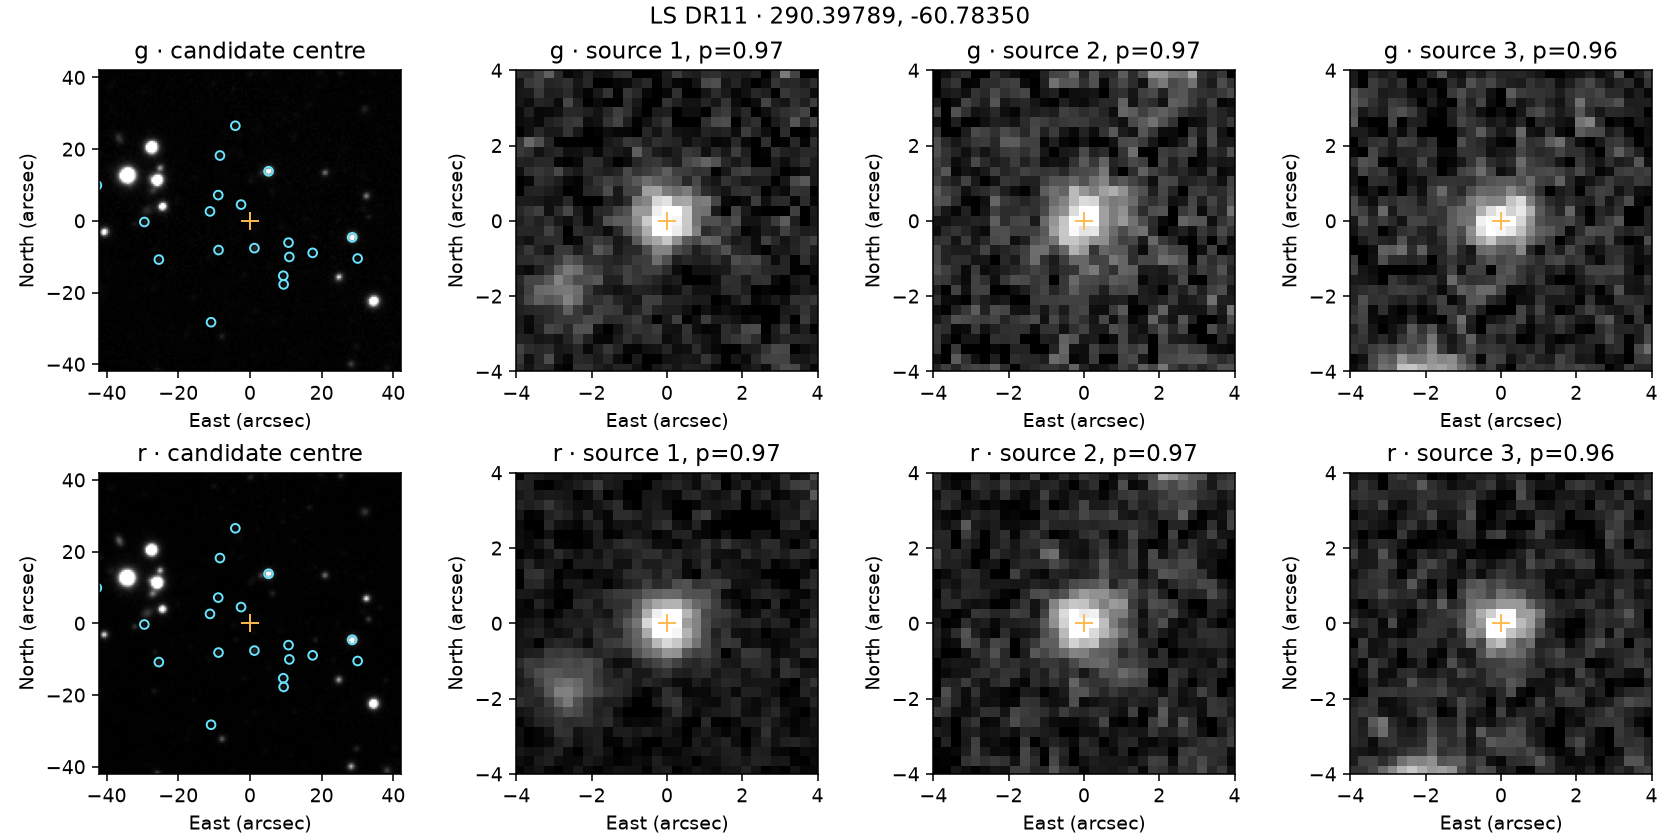 LS DR11 · 290.39789, -60.78350
g · candidate centre
g · source 1, p=0.97
g · source 2, p=0.97
g · source 3, p=0.96
40
20
0
−20
−40
North (arcsec)
−40 −20 0 20 40
East (arcsec)
4
2
0
−2
−4
North (arcsec)
−4 −2 0 2 4
East (arcsec)
4
2
0
−2
−4
North (arcsec)
−4 −2 0 2 4
East (arcsec)
4
2
0
−2
−4
North (arcsec)
−4 −2 0 2 4
East (arcsec)
r · candidate centre
r · source 1, p=0.97
r · source 2, p=0.97
r · source 3, p=0.96
40
20
0
−20
−40
North (arcsec)
−40 −20 0 20 40
East (arcsec)
4
2
0
−2
−4
North (arcsec)
−4 −2 0 2 4
East (arcsec)
4
2
0
−2
−4
North (arcsec)
−4 −2 0 2 4
East (arcsec)
4
2
0
−2
−4
North (arcsec)
−4 −2 0 2 4
East (arcsec)